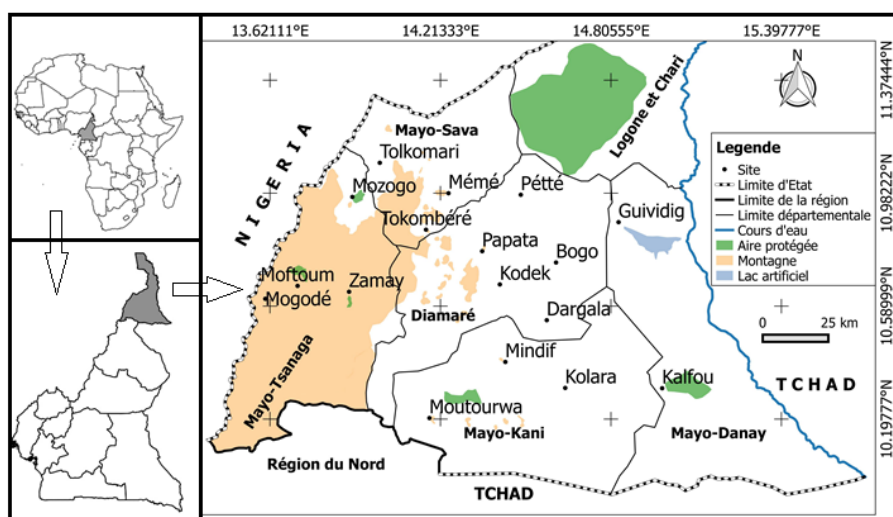 13.62111°E 14.21333°E 14.80555°E 15.39777°E
11.37444°N
10.98222°N
10.58999°N
10.19777°N
N
NIGERIA
Mayo-Sava
Logone et Chari
Tolkomari
Mozogo
Mémé
Pétté
Tokombéré
Guividig
Papata
Bogo
Moftoum
Zamay
Kodek
Mogodé
Diamaré
Dargala
Mayo-Tsanaga
Mindif
Kolara
Kalfou
Moutourwa
Mayo-Kani
Mayo-Danay
Région du Nord
TCHAD
TCHAD
Legende
Site
Limite d'Etat
Limite de la région
Limite départementale
Cours d'eau
Aire protégée
Montagne
Lac artificiel
0 25 km